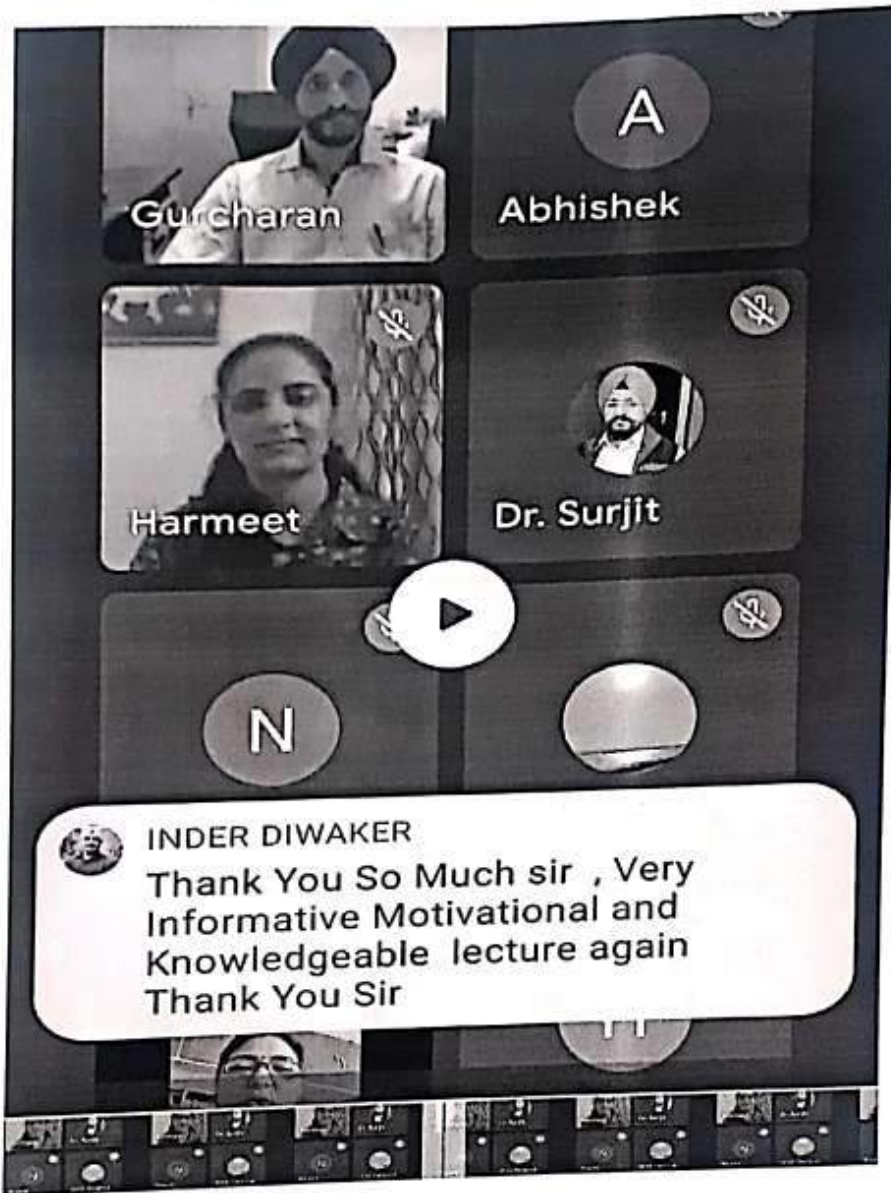 Gurcharan
A
Abhishek
Harmeet
Dr. Surjit
N
INDER DIWAKER
Thank You So Much sir , Very
Informative Motivational and
Knowledgeable lecture again
Thank You Sir